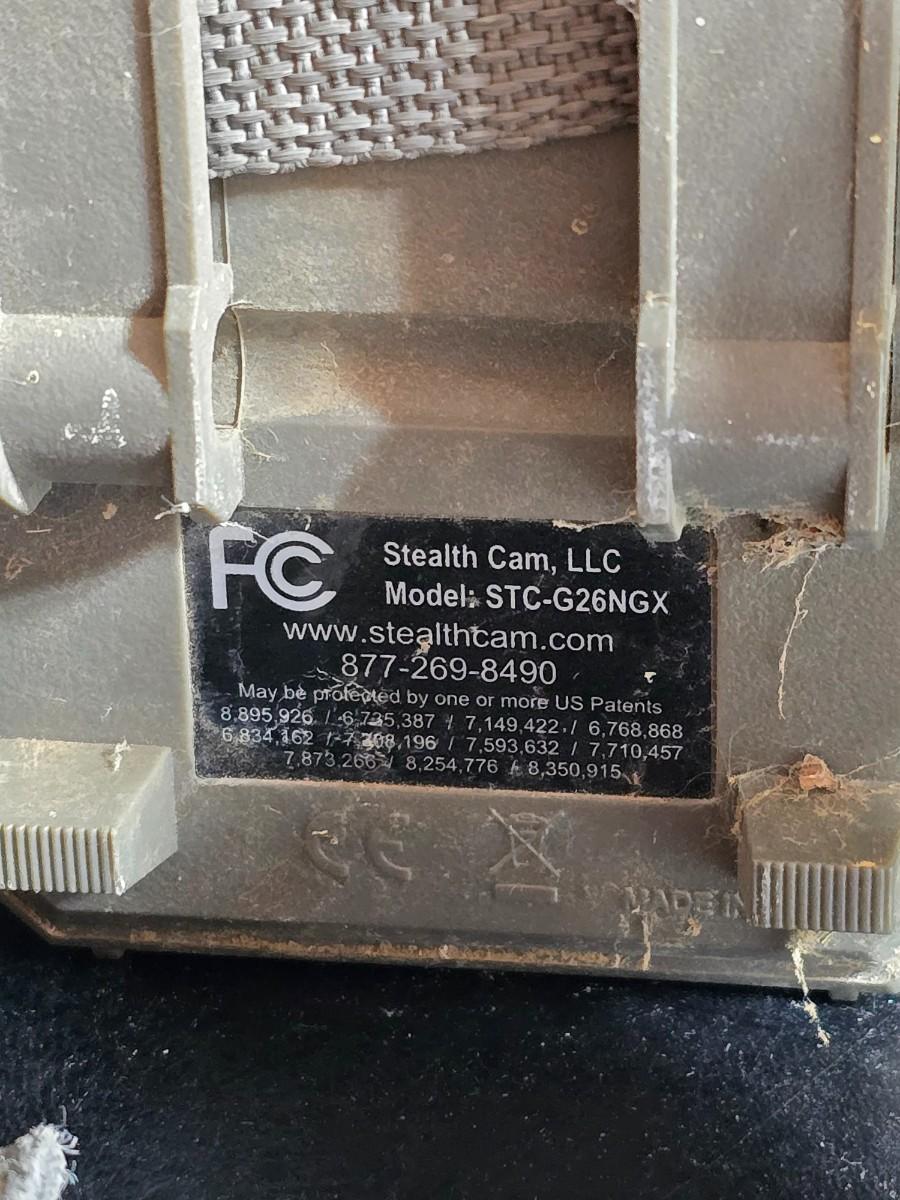 FC Stealth Cam, LLC
Model: STC-G26NGX
www.stealthcam.com
877-269-8490
May be protected by one or more US Patents
8,895,926 / 6,735,387 / 7,149,422 / 6,768,868
6,834,162 / 7,208,196 / 7,593,632 / 7,710,457
7,873,266 / 8,254,776 / 8,350,915
CE
MADE IN